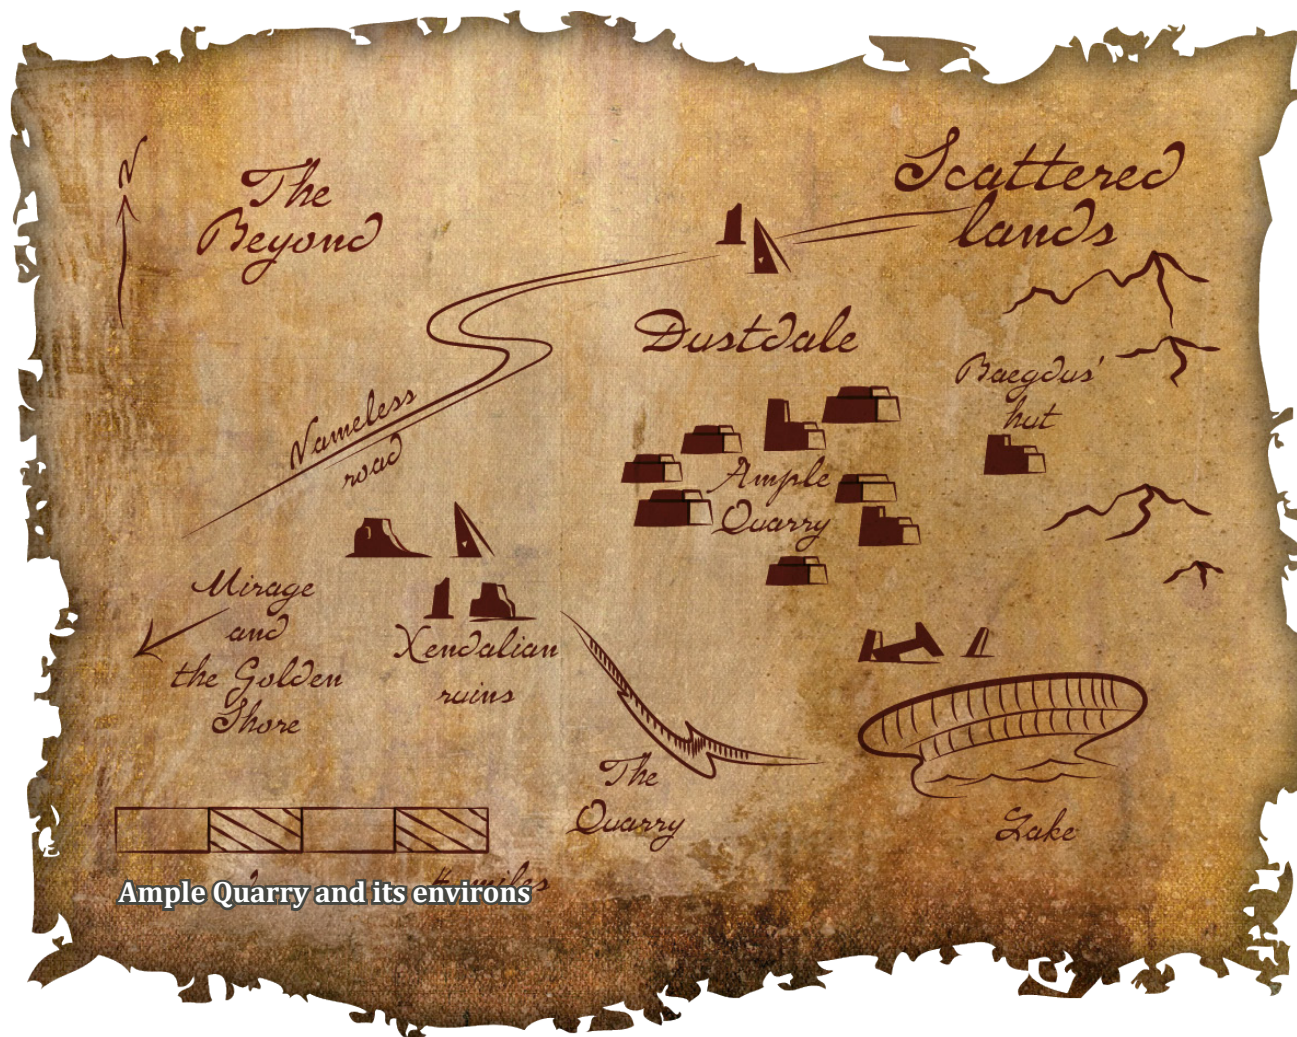 N
The
Beyond
Scattered
lands
Dustdale
Baegdus'
hut
Nameless
road
Ample
Quarry
Mirage
and
the Golden
Shore
Xendalian
ruins
The
Quarry
Lake
miles
Ample Quarry and its environs